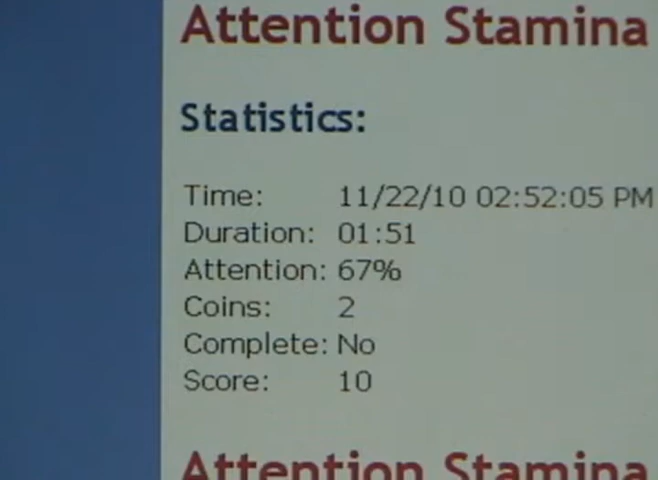 Attention Stamina
Statistics:
Time: 11/22/10 02:52:05 PM
Duration: 01:51
Attention: 67%
Coins: 2
Complete: No
Score: 10
Attention Stamina